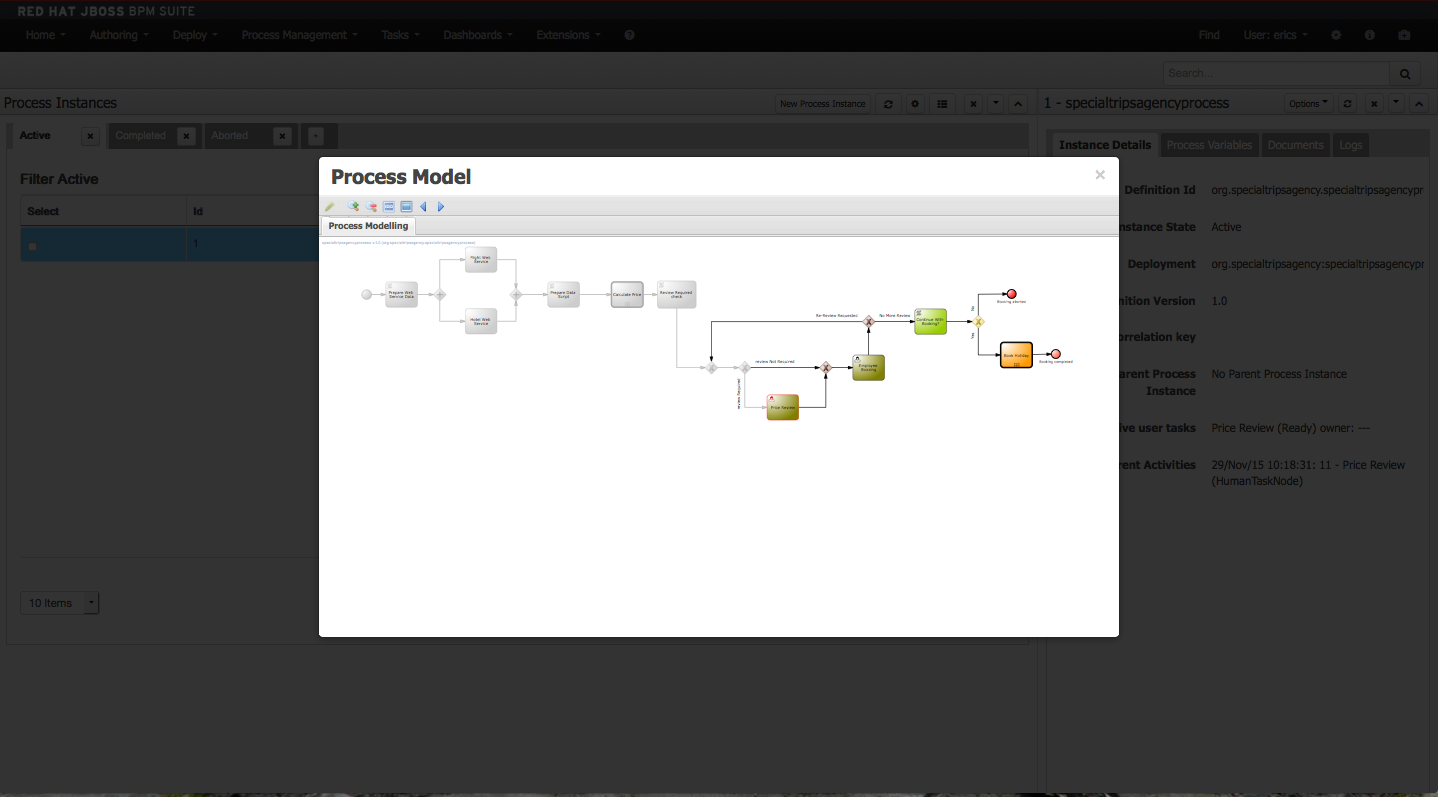 RED HAT JBOSS BPM SUITE
Home Authoring Deploy Process Management Tasks Dashboards Extensions ? Find User: erics
Search...
Process Instances New Process Instance
1 - specialtripsagencyprocess Options
Active Completed Aborted
Instance Details Process Variables Documents Logs
Filter Active
Select Id
1
10 Items
Definition Id org.specialtripsagency.specialtripsagencypr
nstance State Active
Deployment org.specialtripsagency:specialtripsagencypr
nition Version 1.0
orrelation key
arent Process
Instance
No Parent Process Instance
ive user tasks Price Review (Ready) owner: ---
rent Activities 29/Nov/15 10:18:31: 11 - Price Review
(HumanTaskNode)
Process Model
Process Modelling
Prepare Web
Service Data
Flight Web
Service
Hotel Web
Service
Prepare Data
Script
Calculate Price
Review Required
check
review Not Required
review Required
Price Review
Employee
Booking
Re-Review Requested
No More Review
Continue With
Booking?
No
Yes
Booking aborted
Book Holiday
Booking completed